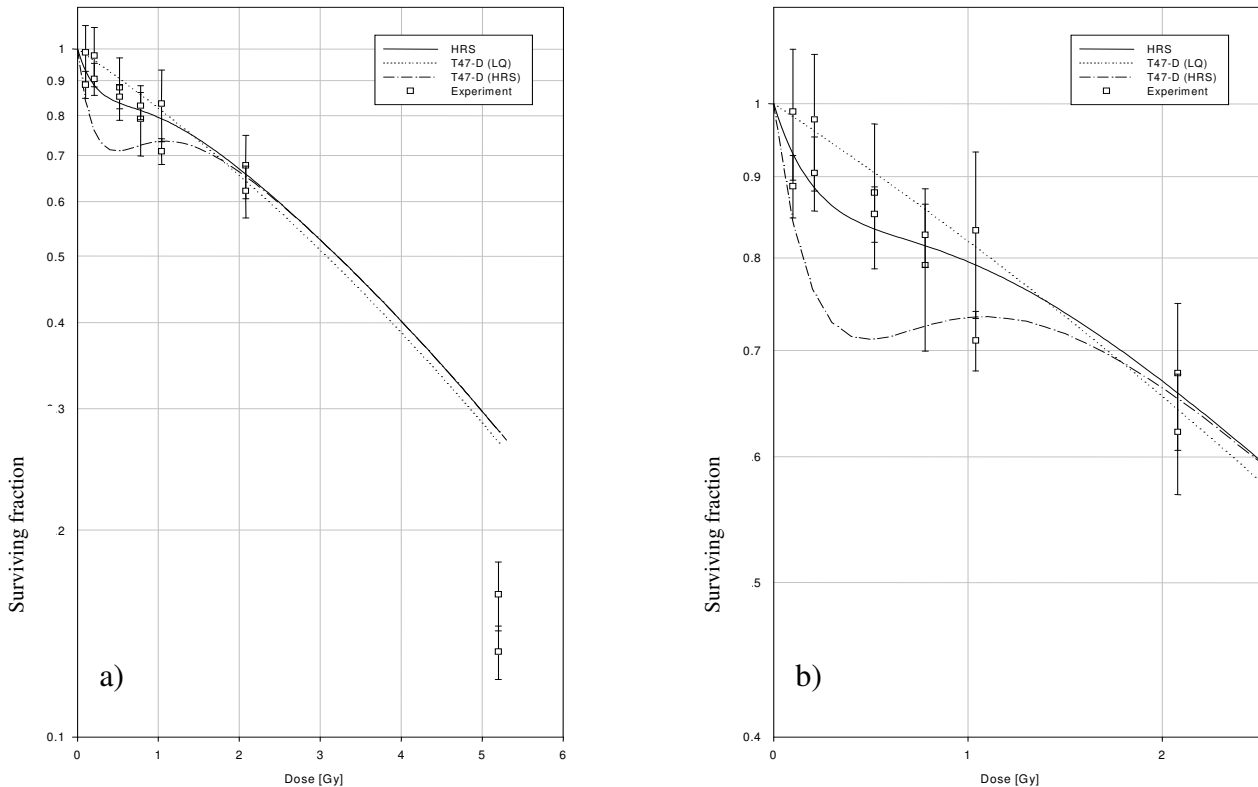 HRS
T47-D (LQ)
T47-D (HRS)
Experiment
1
0.9
0.8
0.7
0.6
0.5
0.4
.3
.2
0.1
0 1 2 3 4 5 6
Dose [Gy]
Surviving fraction
a)
HRS
T47-D (LQ)
T47-D (HRS)
Experiment
1
0.9
0.8
0.7
0.6
0.5
0.4
0 1 2
Dose [Gy]
Surviving fraction
b)